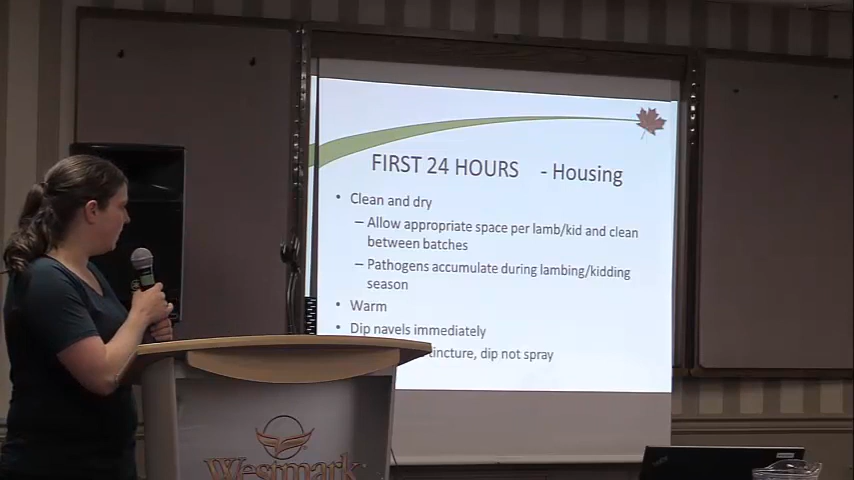 FIRST 24 HOURS - Housing
• Clean and dry
– Allow appropriate space per lamb/kid and clean
between batches
– Pathogens accumulate during lambing/kidding
season
• Warm
• Dip navels immediately
tincture, dip not spray
Westmark